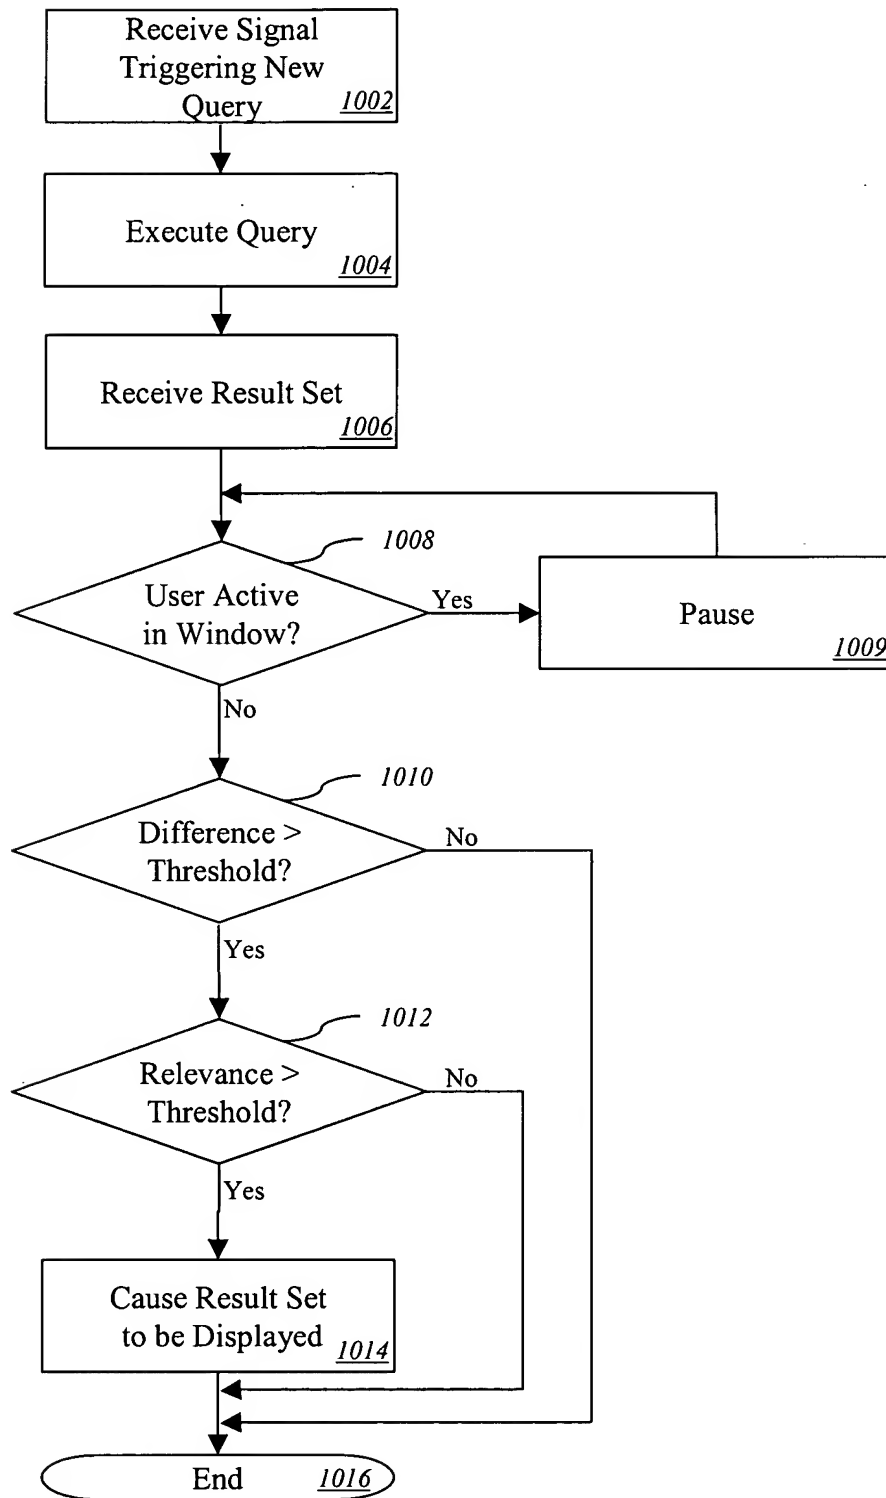 Receive Signal
Triggering New
Query
1002
Execute Query
1004
Receive Result Set
1006
1008
User Active
in Window?
Yes
Pause
1009
No
1010
Difference >
Threshold?
No
Yes
1012
Relevance >
Threshold?
No
Yes
Cause Result Set
to be Displayed
1014
End
1016